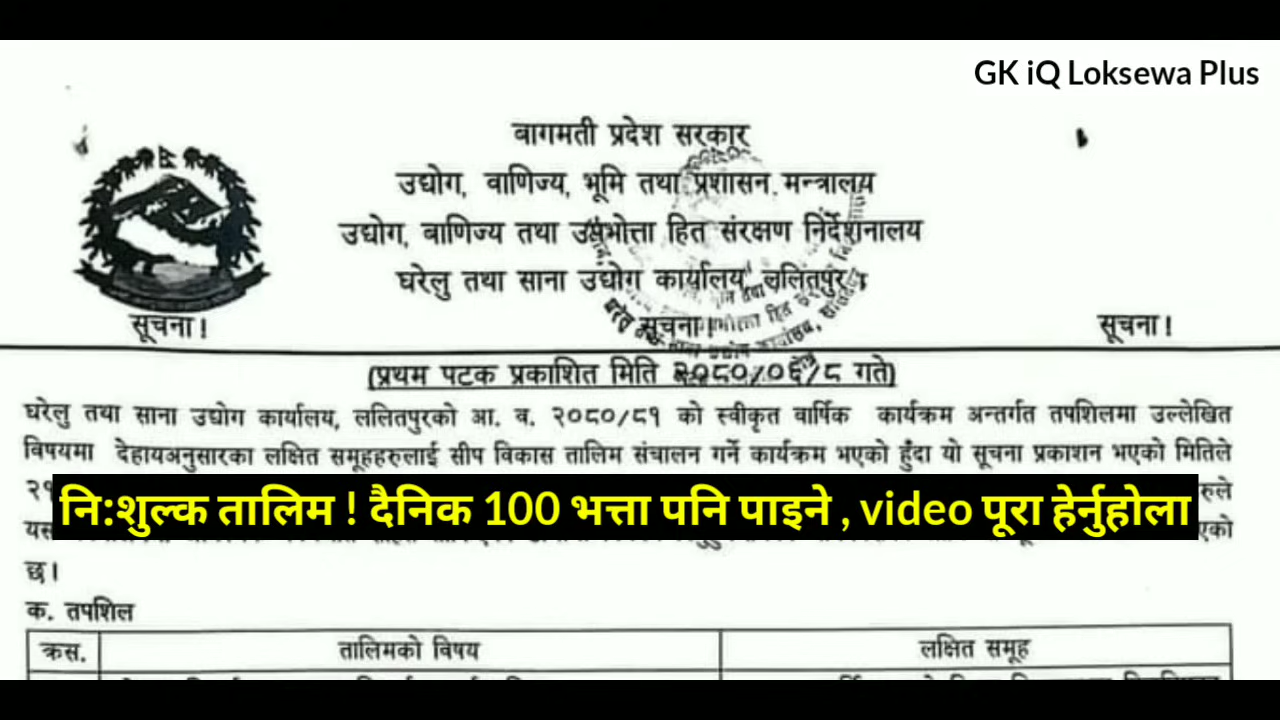 GK iQ Loksewa Plus
बागमती प्रदेश सरकार
उद्योग, वाणिज्य, भूमि तथा प्रशासन मन्त्रालय
उद्योग, बाणिज्य तथा उपभोत्ता हित संरक्षण निर्देशनालय
घरेलु तथा साना उद्योग कार्यालय, ललितपुर ।
सूचना ! सूचना ! सूचना !
(प्रथम पटक प्रकाशित मिति २०८०/०६/८ गते)
घरेलु तथा साना उद्योग कार्यालय, ललितपुरको आ. व. २०८०/८१ को स्वीकृत वार्षिक कार्यक्रम अन्तर्गत तपशिलमा उल्लेखित
विषयमा देहायअनुसारका लक्षित समूहहरुलाई सीप विकास तालिम संचालन गर्ने कार्यक्रम भएको हुँदा यो सूचना प्रकाशन भएको मितिले
नि:शुल्क तालिम ! दैनिक 100 भत्ता पनि पाइने , video पूरा हेर्नुहोला
छ।
क. तपशिल
क्रस. तालिमको विषय लक्षित समूह